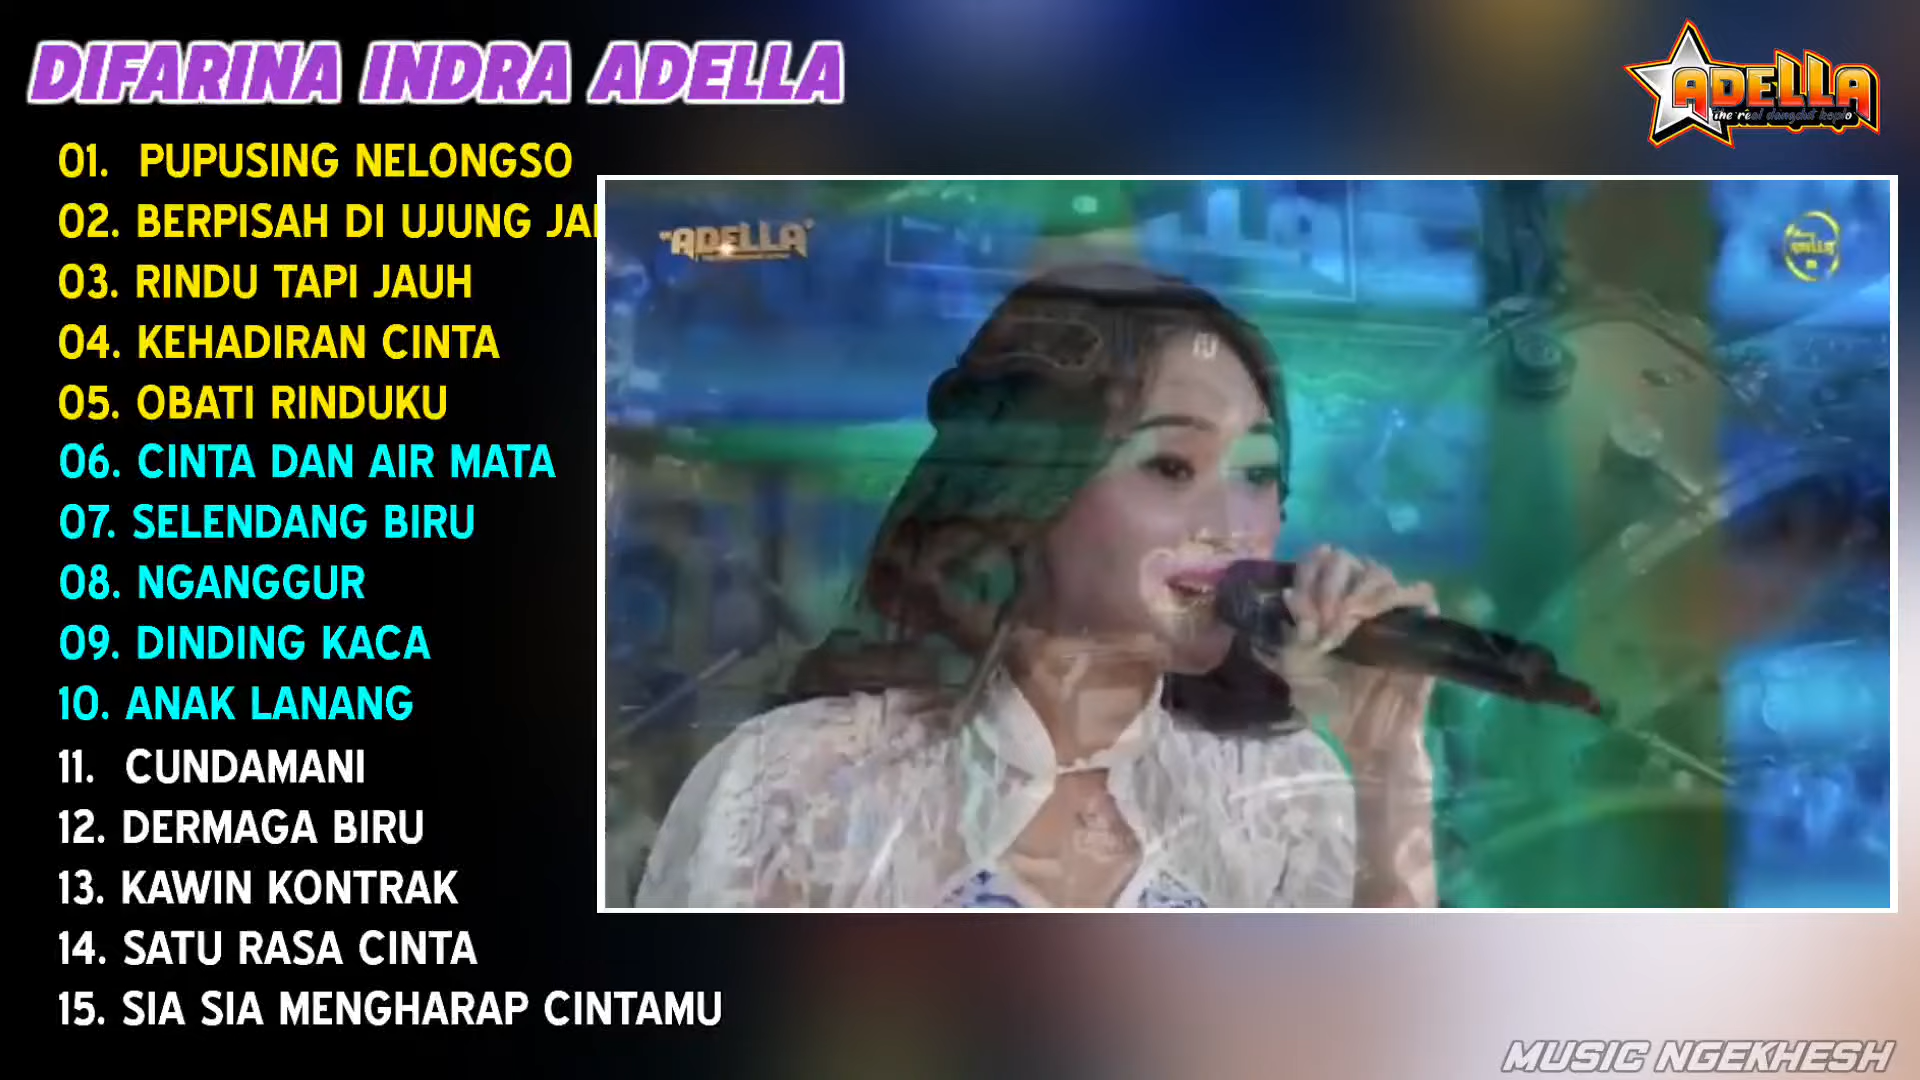 DIFARINA INDRA ADELLA
ADELLA
the real dangdut koplo
01. PUPUSING NELONGSO
02. BERPISAH DI UJUNG
03. RINDU TAPI JAUH
04. KEHADIRAN CINTA
05. OBATI RINDUKU
06. CINTA DAN AIR MATA
07. SELENDANG BIRU
08. NGANGGUR
09. DINDING KACA
10. ANAK LANANG
11. CUNDAMANI
12. DERMAGA BIRU
13. KAWIN KONTRAK
14. SATU RASA CINTA
15. SIA SIA MENGHARAP CINTAMU
"ADELLA"
MUSIC NGEKHESH